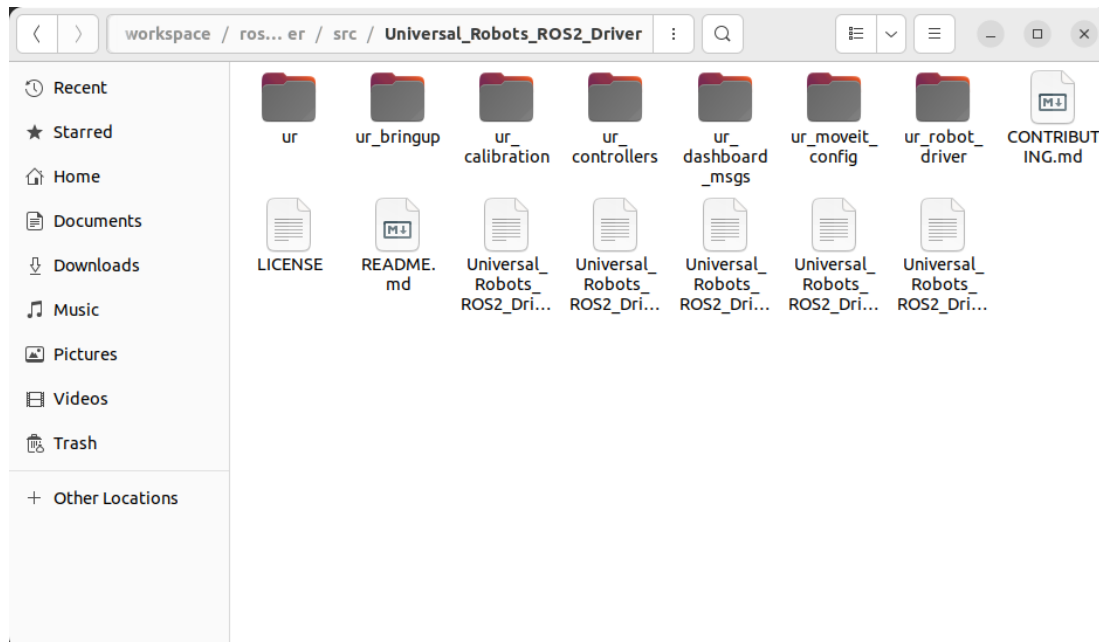 workspace / ros... er / src / Universal_Robots_ROS2_Driver
Recent
Starred
Home
Documents
Downloads
Music
Pictures
Videos
Trash
+ Other Locations
ur
ur_bringup
ur_
calibration
ur_
controllers
ur_
dashboard
_msgs
ur_moveit_
config
ur_robot_
driver
M↓
CONTRIBUT
ING.md
LICENSE
M↓
README.
md
Universal_
Robots_
ROS2_Dri...
Universal_
Robots_
ROS2_Dri...
Universal_
Robots_
ROS2_Dri...
Universal_
Robots_
ROS2_Dri...
Universal_
Robots_
ROS2_Dri...